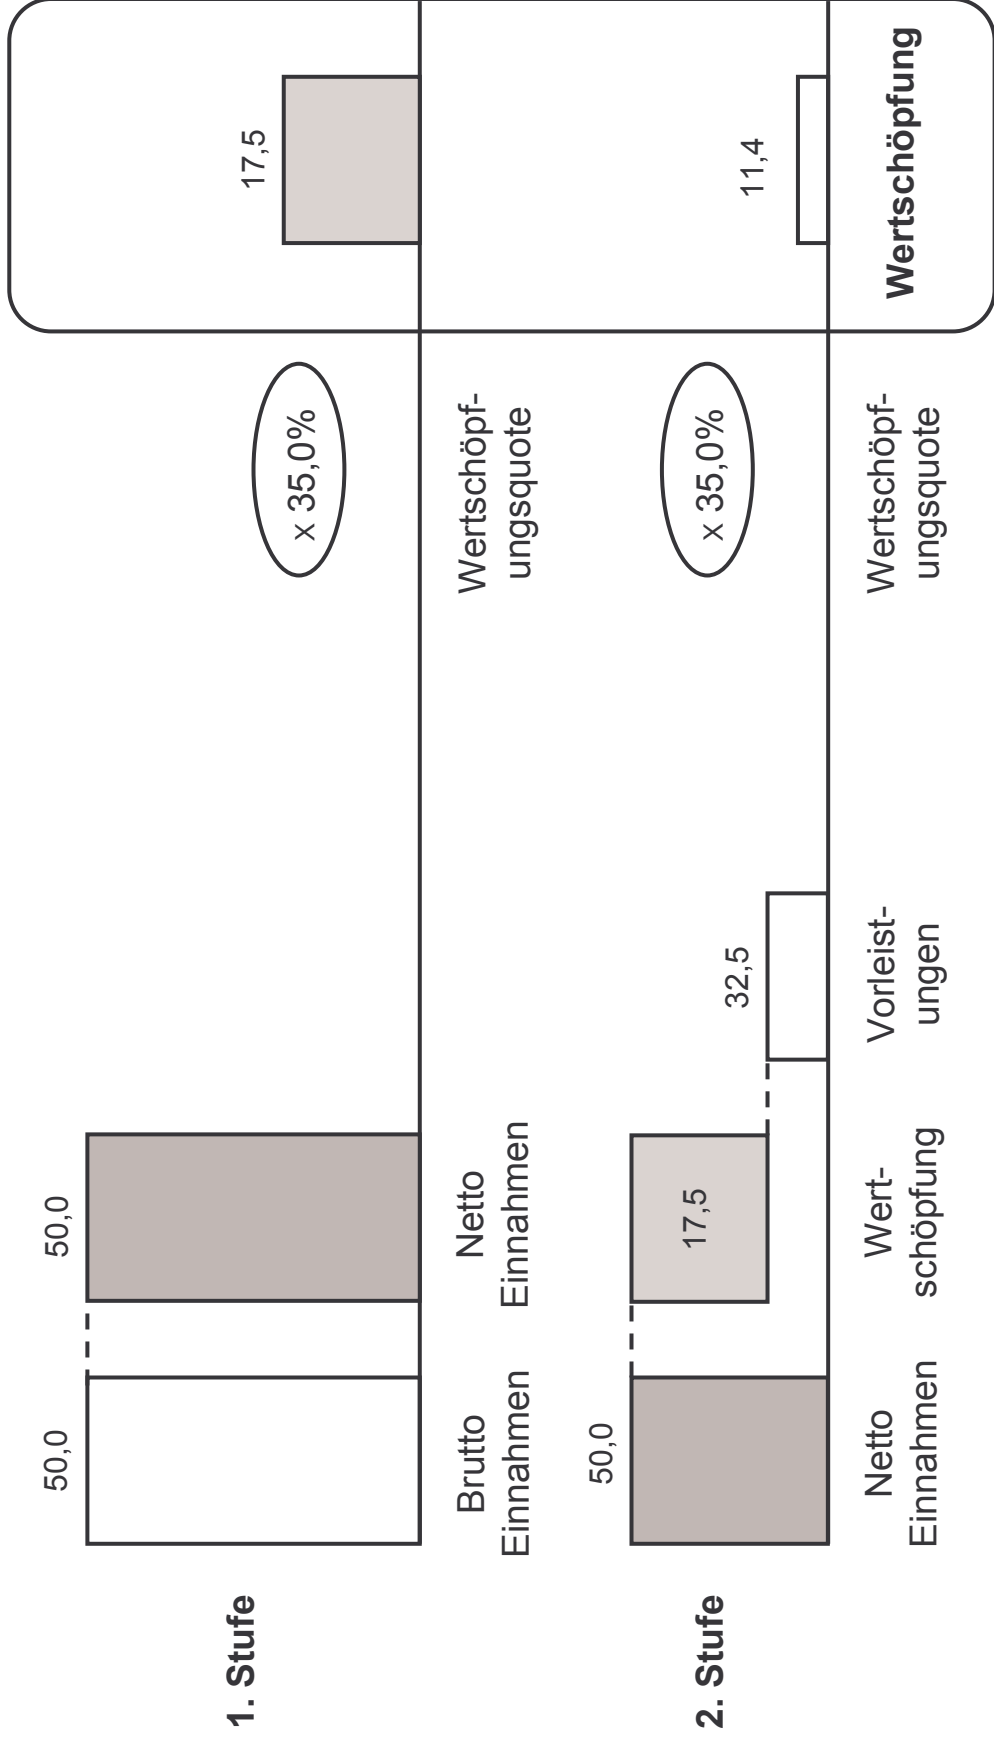 1. Stufe
50,0
Brutto
Einnahmen
50,0
Netto
Einnahmen
x 35,0%
Wertschöpf-
ungsquote
17,5
2. Stufe
50,0
Netto
Einnahmen
17,5
Wert-
schöpfung
32,5
Vorleist-
ungen
x 35,0%
Wertschöpf-
ungsquote
11,4
Wertschöpfung